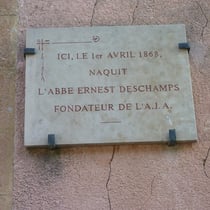 ICI, LE 1er AVRIL 1868,
NAQUIT
L'ABBE ERNEST DESCHAMPS
FONDATEUR DE L'A.J.A.